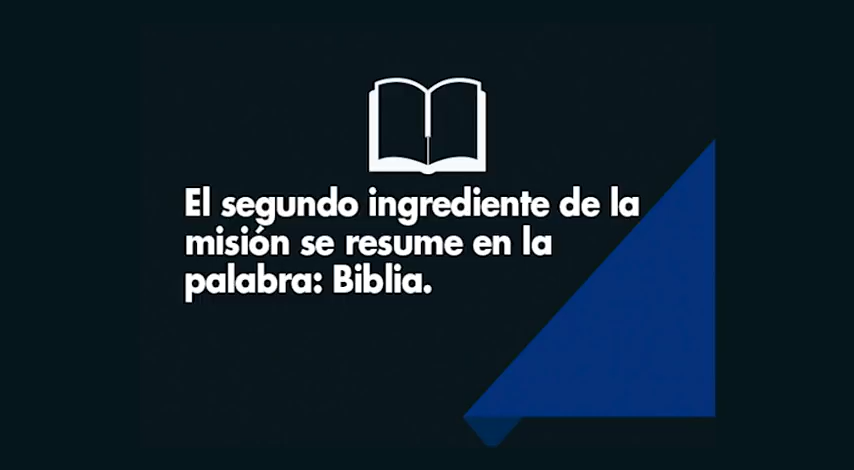 El segundo ingrediente de la
misión se resume en la
palabra: Biblia.